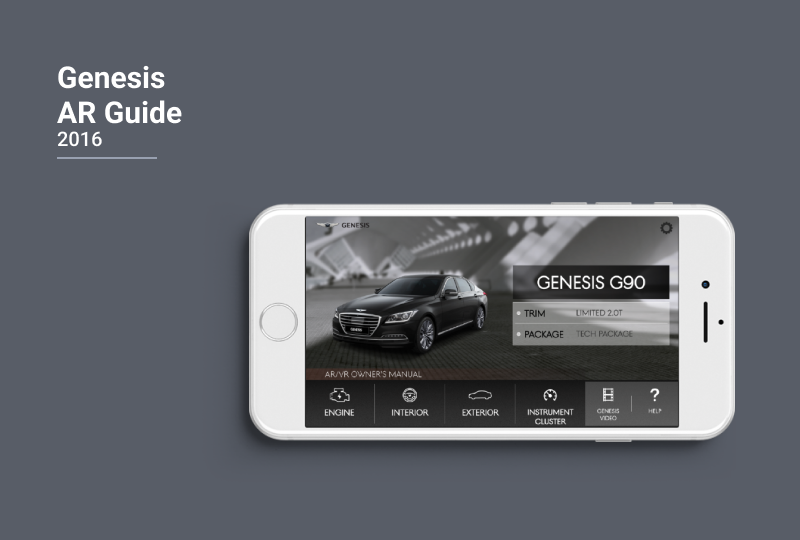 Genesis
AR Guide
2016
GENESIS
GENESIS G90
TRIM LIMITED 2.0T
PACKAGE TECH PACKAGE
AR/VR OWNER'S MANUAL
ENGINE
INTERIOR
EXTERIOR
INSTRUMENT
CLUSTER
GENESIS
VIDEO
HELP